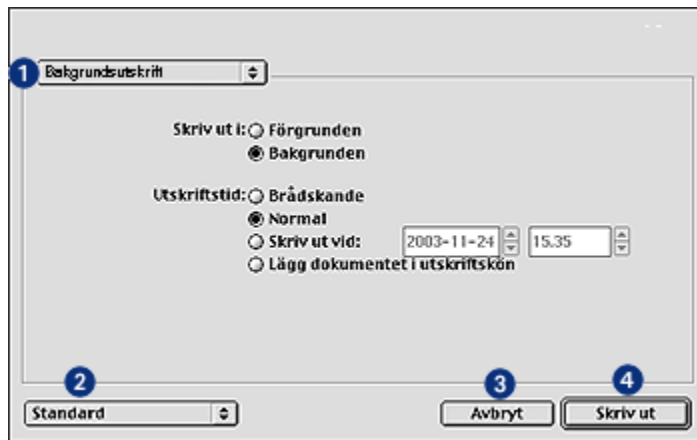 1 Bakgrundsutskrift
Skriv ut i: Förgrunden
Bakgrunden
Utskriftstid: Brådskande
Normal
Skriv ut vid: 2003-11-24 15.35
Lägg dokumentet i utskriftskön
2
3
4
Standard
Avbryt
Skriv ut